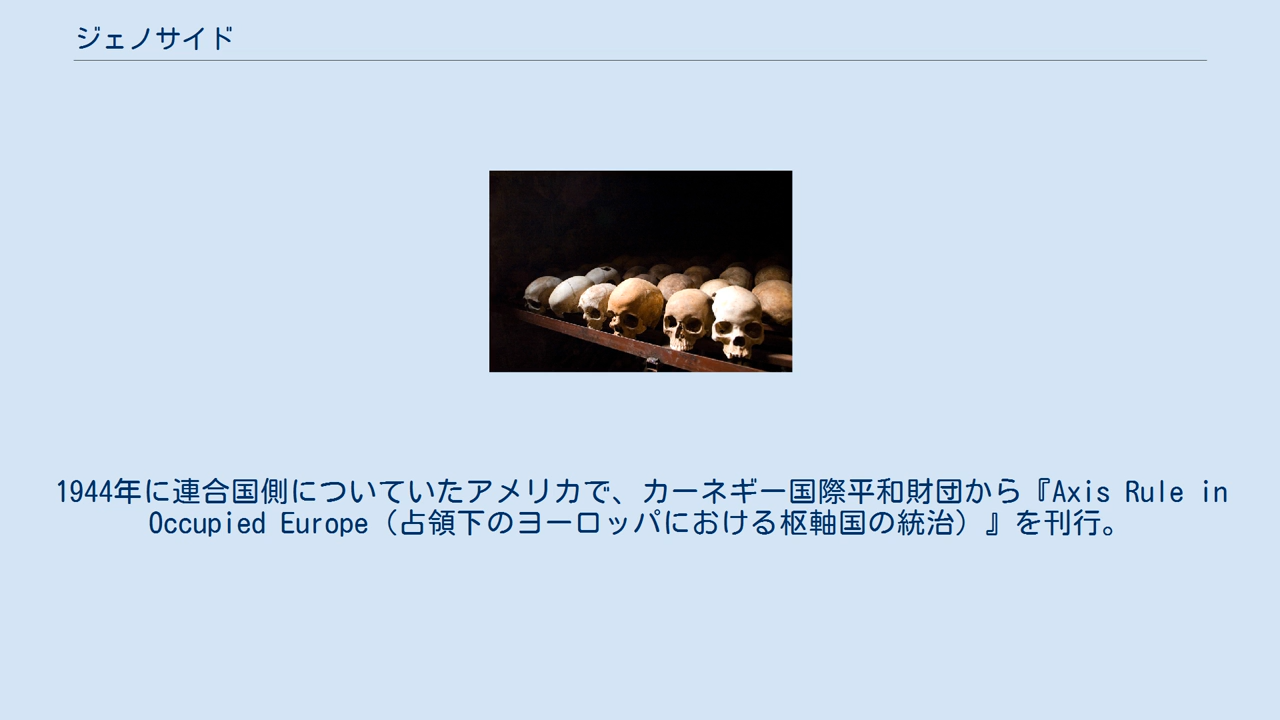 ジェノサイド
1944年に連合国側についていたアメリカで、カーネギー国際平和財団から『Axis Rule in
Occupied Europe（占領下のヨーロッパにおける枢軸国の統治）』を刊行。